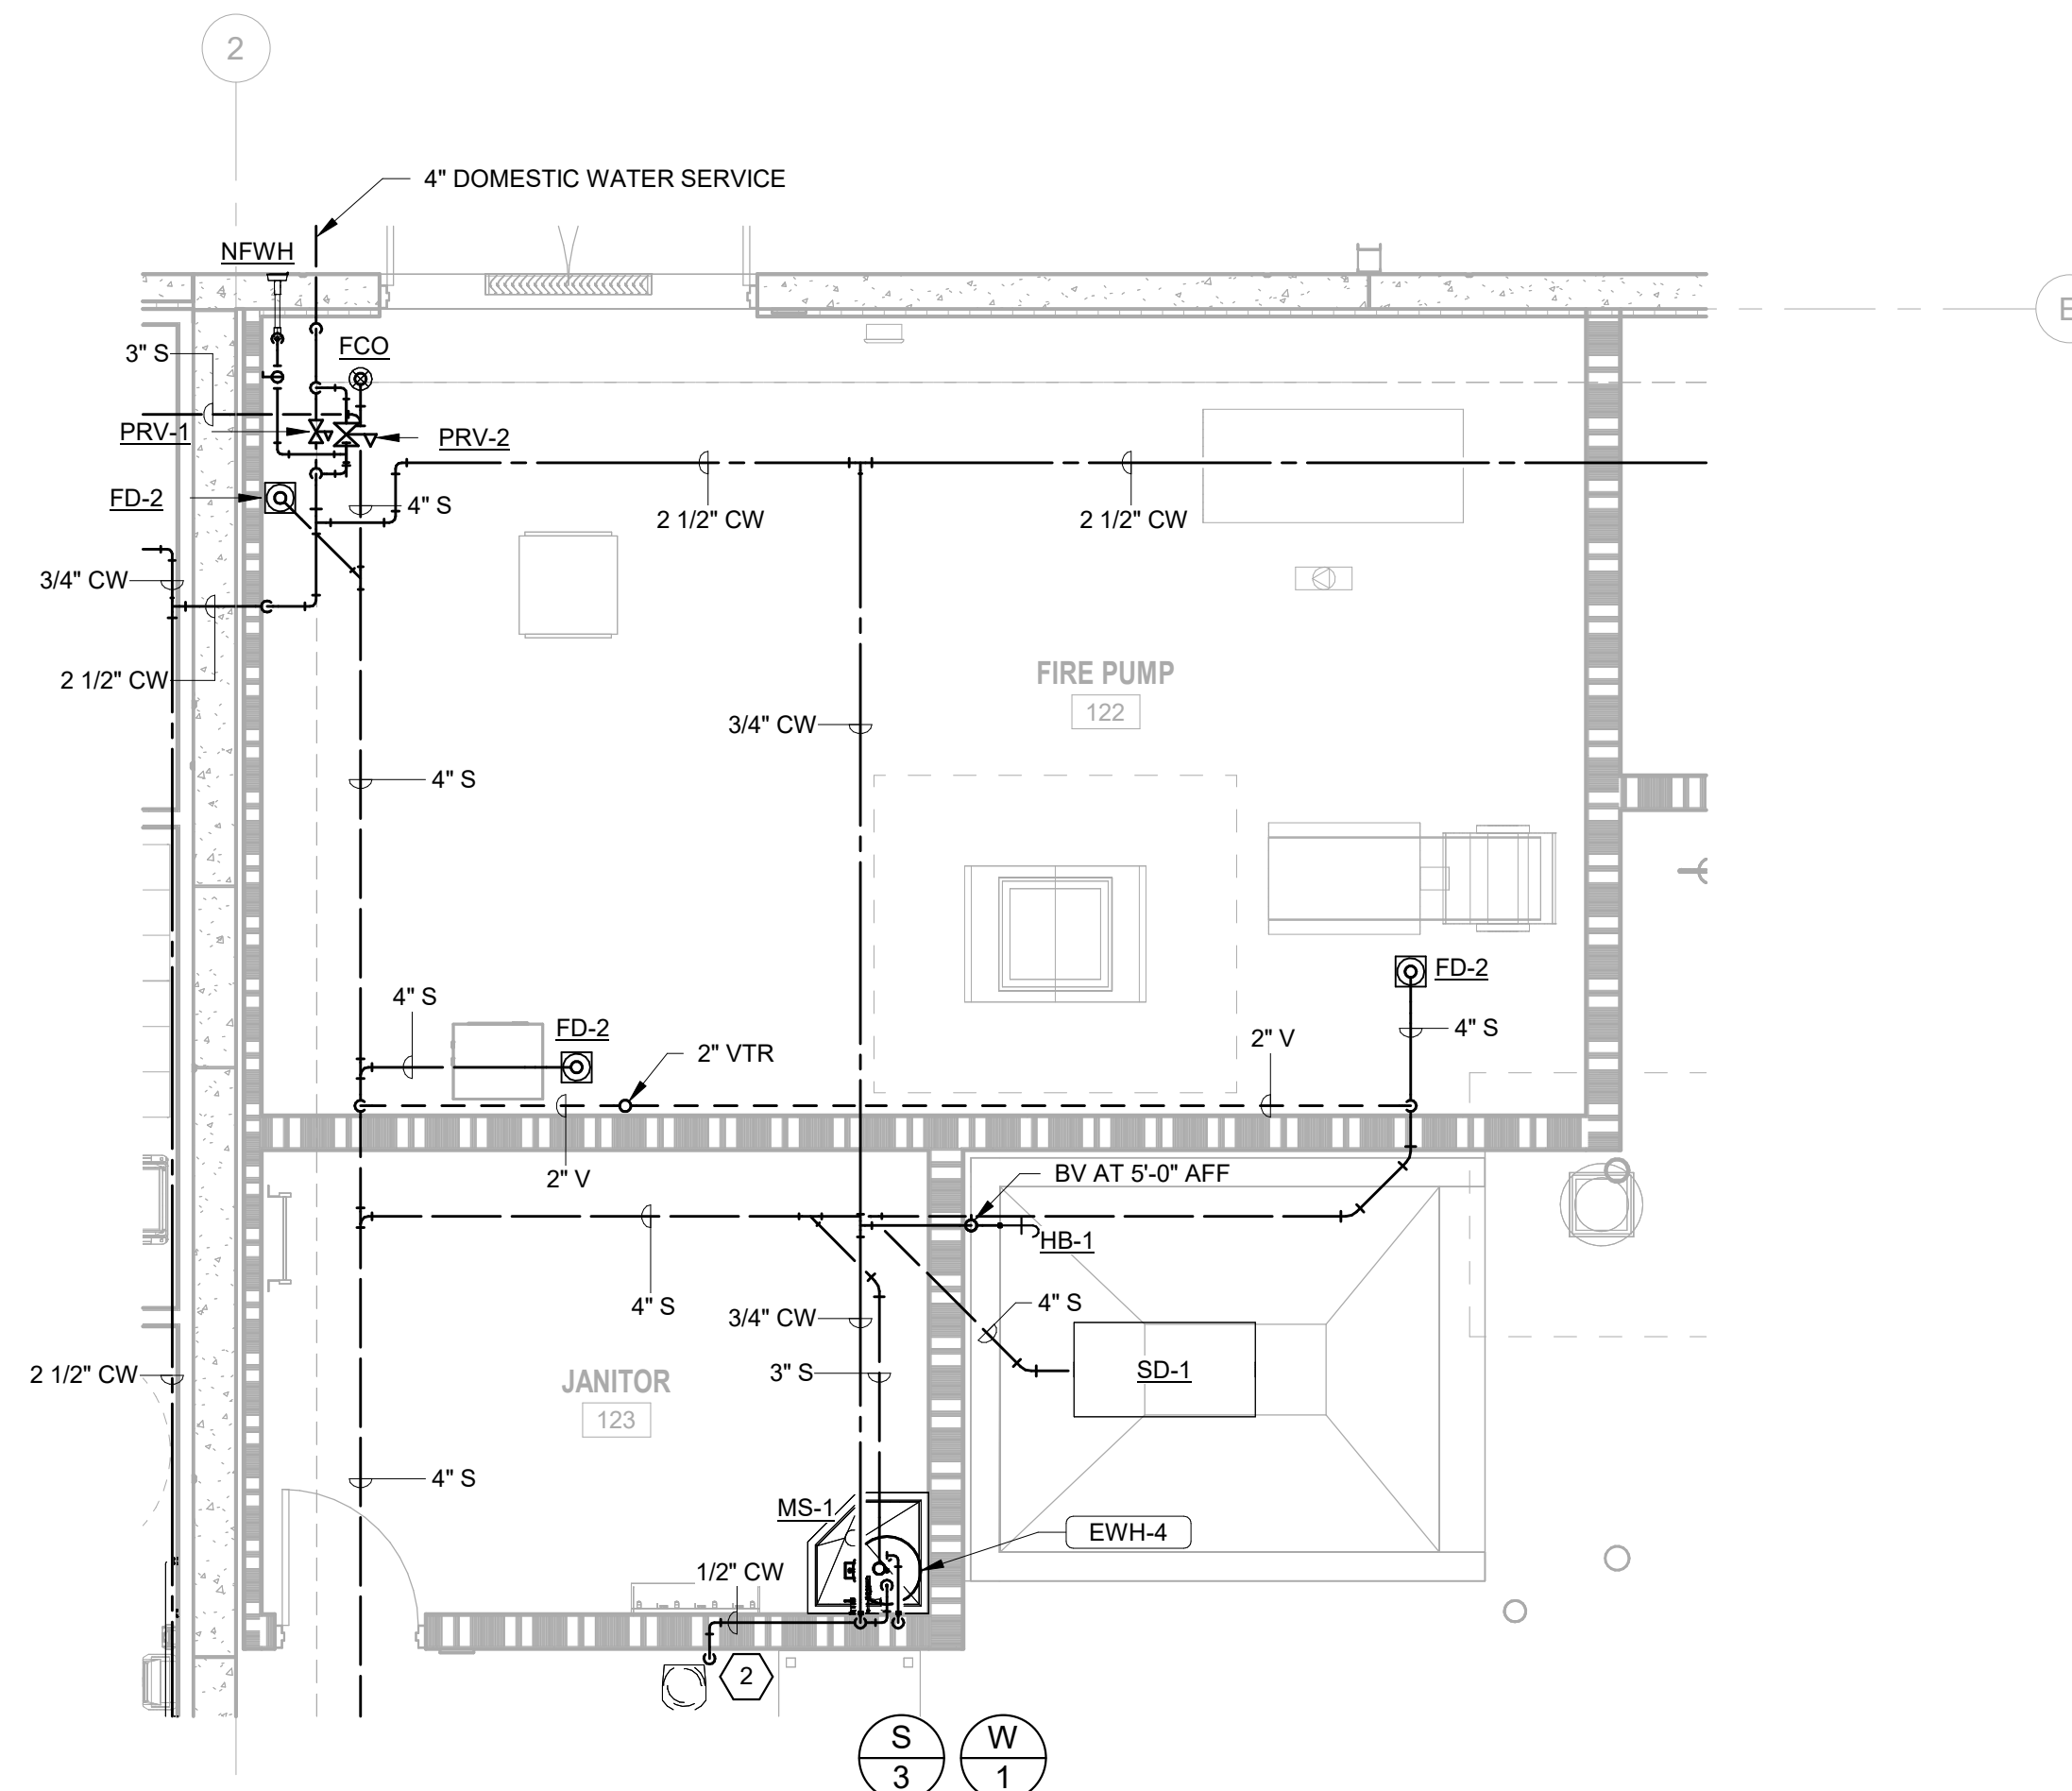 2
4" DOMESTIC WATER SERVICE
NFWH
3" S
FCO
PRV-1
PRV-2
FD-2
4" S
2 1/2" CW
2 1/2" CW
3/4" CW
2 1/2" CW
FIRE PUMP
122
3/4" CW
4" S
4" S
FD-2
2" VTR
2" V
FD-2
4" S
2" V
BV AT 5'-0" AFF
HB-1
4" S
3/4" CW
4" S
2 1/2" CW
JANITOR
123
3" S
SD-1
4" S
MS-1
EWH-4
1/2" CW
2
S
3
W
1